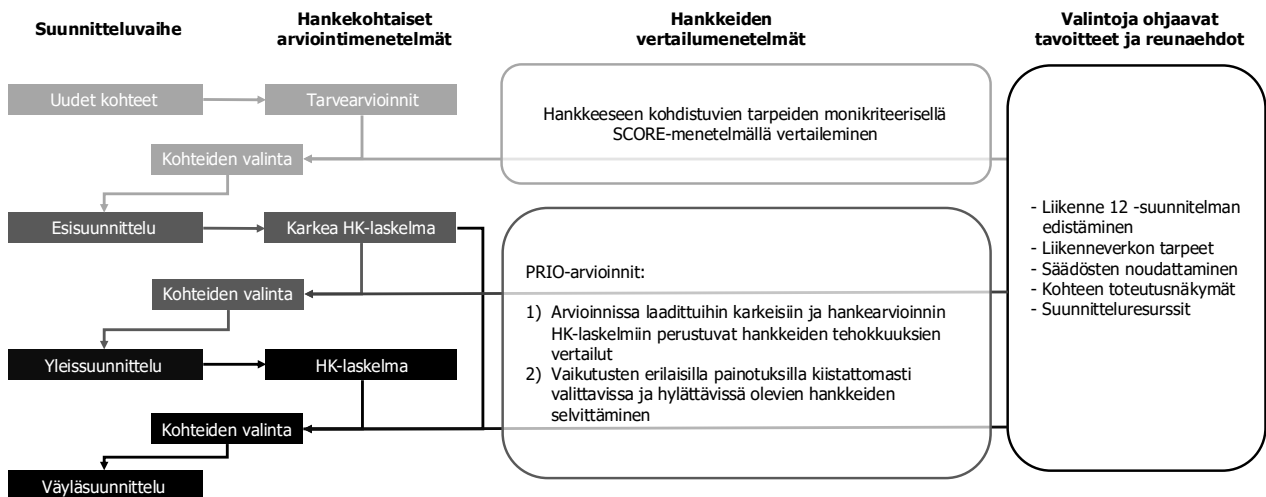 Suunnitteluvaihe
Hankekohtaiset
arviointimenetelmät
Hankkeiden
vertailumenetelmät
Valintoja ohjaavat
tavoitteet ja reunaehdot
Uudet kohteet
Tarvearvioinnit
Hankkeeseen kohdistuvien tarpeiden monikriteerisellä
SCORE-menetelmällä vertaileminen
Kohteiden valinta
Esisuunnittelu
Karkea HK-laskelma
Kohteiden valinta
PRIO-arvioinnit:
1) Arvioinnissa laadittuihin karkeisiin ja hankearvioinnin
HK-laskelmiin perustuvat hankkeiden tehokkuuksien
vertailut
2) Vaikutusten erilaisilla painotuksilla kiistattomasti
valittavissa ja hylättävissä olevien hankkeiden
selvittäminen
Yleissuunnittelu
HK-laskelma
Kohteiden valinta
Väyläsuunnittelu
- Liikenne 12 -suunnitelman
edistäminen
- Liikenneverkon tarpeet
- Säädösten noudattaminen
- Kohteen toteutusnäkymät
- Suunnitteluresurssit